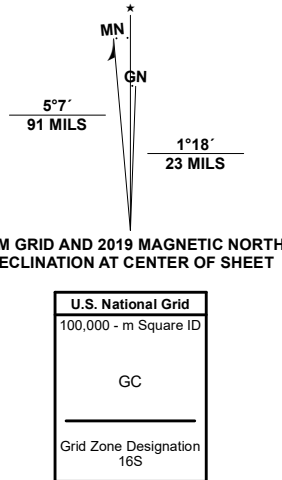 ★
MN
GN
5°7´
91 MILS
1°18´
23 MILS
GRID AND 2019 MAGNETIC NORTH
AT CENTER OF SHEET
U.S. National Grid
100,000 - m Square ID
GC
Grid Zone Designation
16S